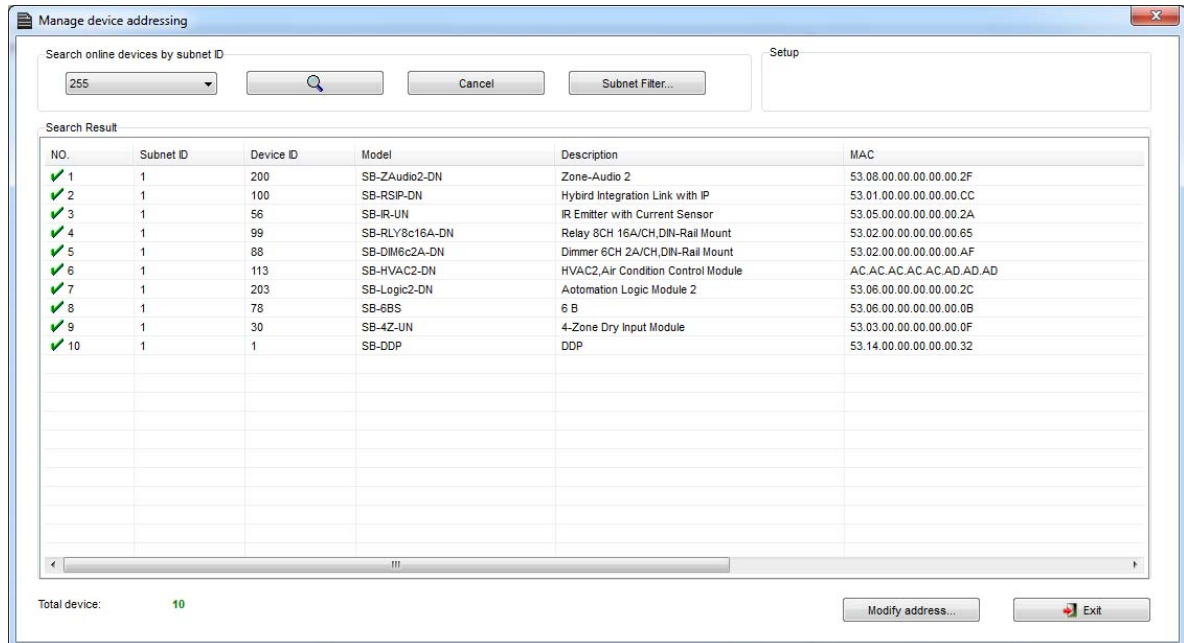 Manage device addressing
Search online devices by subnet ID
Setup
255 Cancel Subnet Filter...
Search Result
NO. Subnet ID Device ID Model Description MAC
1 1 200 SB-ZAudio2-DN Zone-Audio 2 53.08.00.00.00.00.00.2F
2 1 100 SB-RSIP-DN Hybird Integration Link with IP 53.01.00.00.00.00.00.CC
3 1 56 SB-IR-UN IR Emitter with Current Sensor 53.05.00.00.00.00.00.2A
4 1 99 SB-RLY8c16A-DN Relay 8CH 16A/CH,DIN-Rail Mount 53.02.00.00.00.00.00.65
5 1 88 SB-DIM6c2A-DN Dimmer 6CH 2A/CH,DIN-Rail Mount 53.02.00.00.00.00.00.AF
6 1 113 SB-HVAC2-DN HVAC2,Air Condition Control Module AC.AC.AC.AC.AC.AD.AD.AD
7 1 203 SB-Logic2-DN Aotomation Logic Module 2 53.06.00.00.00.00.00.2C
8 1 78 SB-6BS 6 B 53.06.00.00.00.00.00.0B
9 1 30 SB-4Z-UN 4-Zone Dry Input Module 53.03.00.00.00.00.00.0F
10 1 1 SB-DDP DDP 53.14.00.00.00.00.00.32
Total device: 10 Modify address... Exit